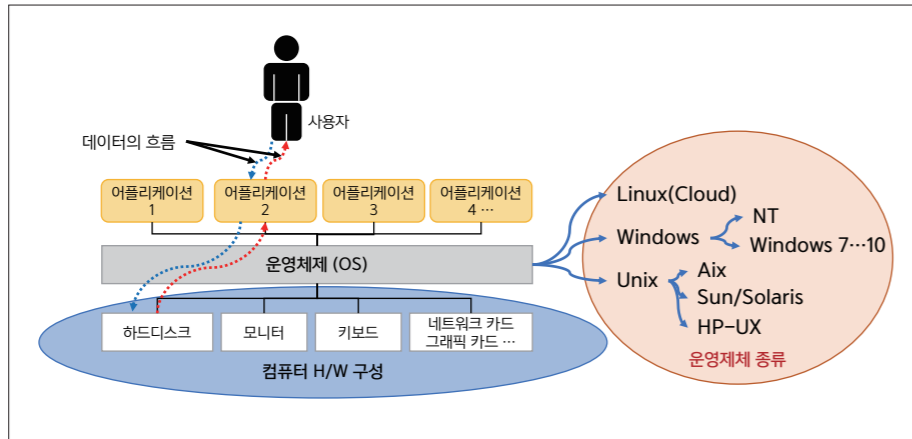 사용자
데이터의 흐름
어플리케이션
1
어플리케이션
2
어플리케이션
3
어플리케이션
4 …
운영체제 (OS)
하드디스크
모니터
키보드
네트워크 카드
그래픽 카드 …
컴퓨터 H/W 구성
Linux(Cloud)
Windows
NT
Windows 7…10
Unix
Aix
Sun/Solaris
HP-UX
운영제체 종류